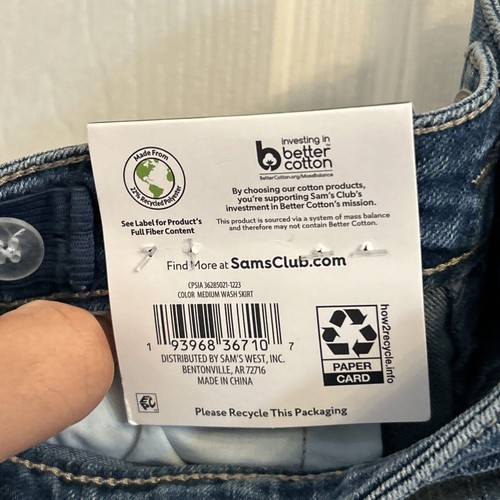 Made From
22% Recycled Polyester
See Label for Product's
Full Fiber Content
investing in
better
cotton
BetterCotton.org/MassBalance
By choosing our cotton products,
you're supporting Sam's Club's
investment in Better Cotton's mission.
This product is sourced via a system of mass balance
and therefore may not contain Better Cotton.
Find More at SamsClub.com
CPSIA 36285021-1223
COLOR MEDIUM WASH SKIRT
1 93968 36710 7
DISTRIBUTED BY SAM'S WEST, INC.
BENTONVILLE, AR 72716
MADE IN CHINA
PAPER
CARD
how2recycle.info
Please Recycle This Packaging